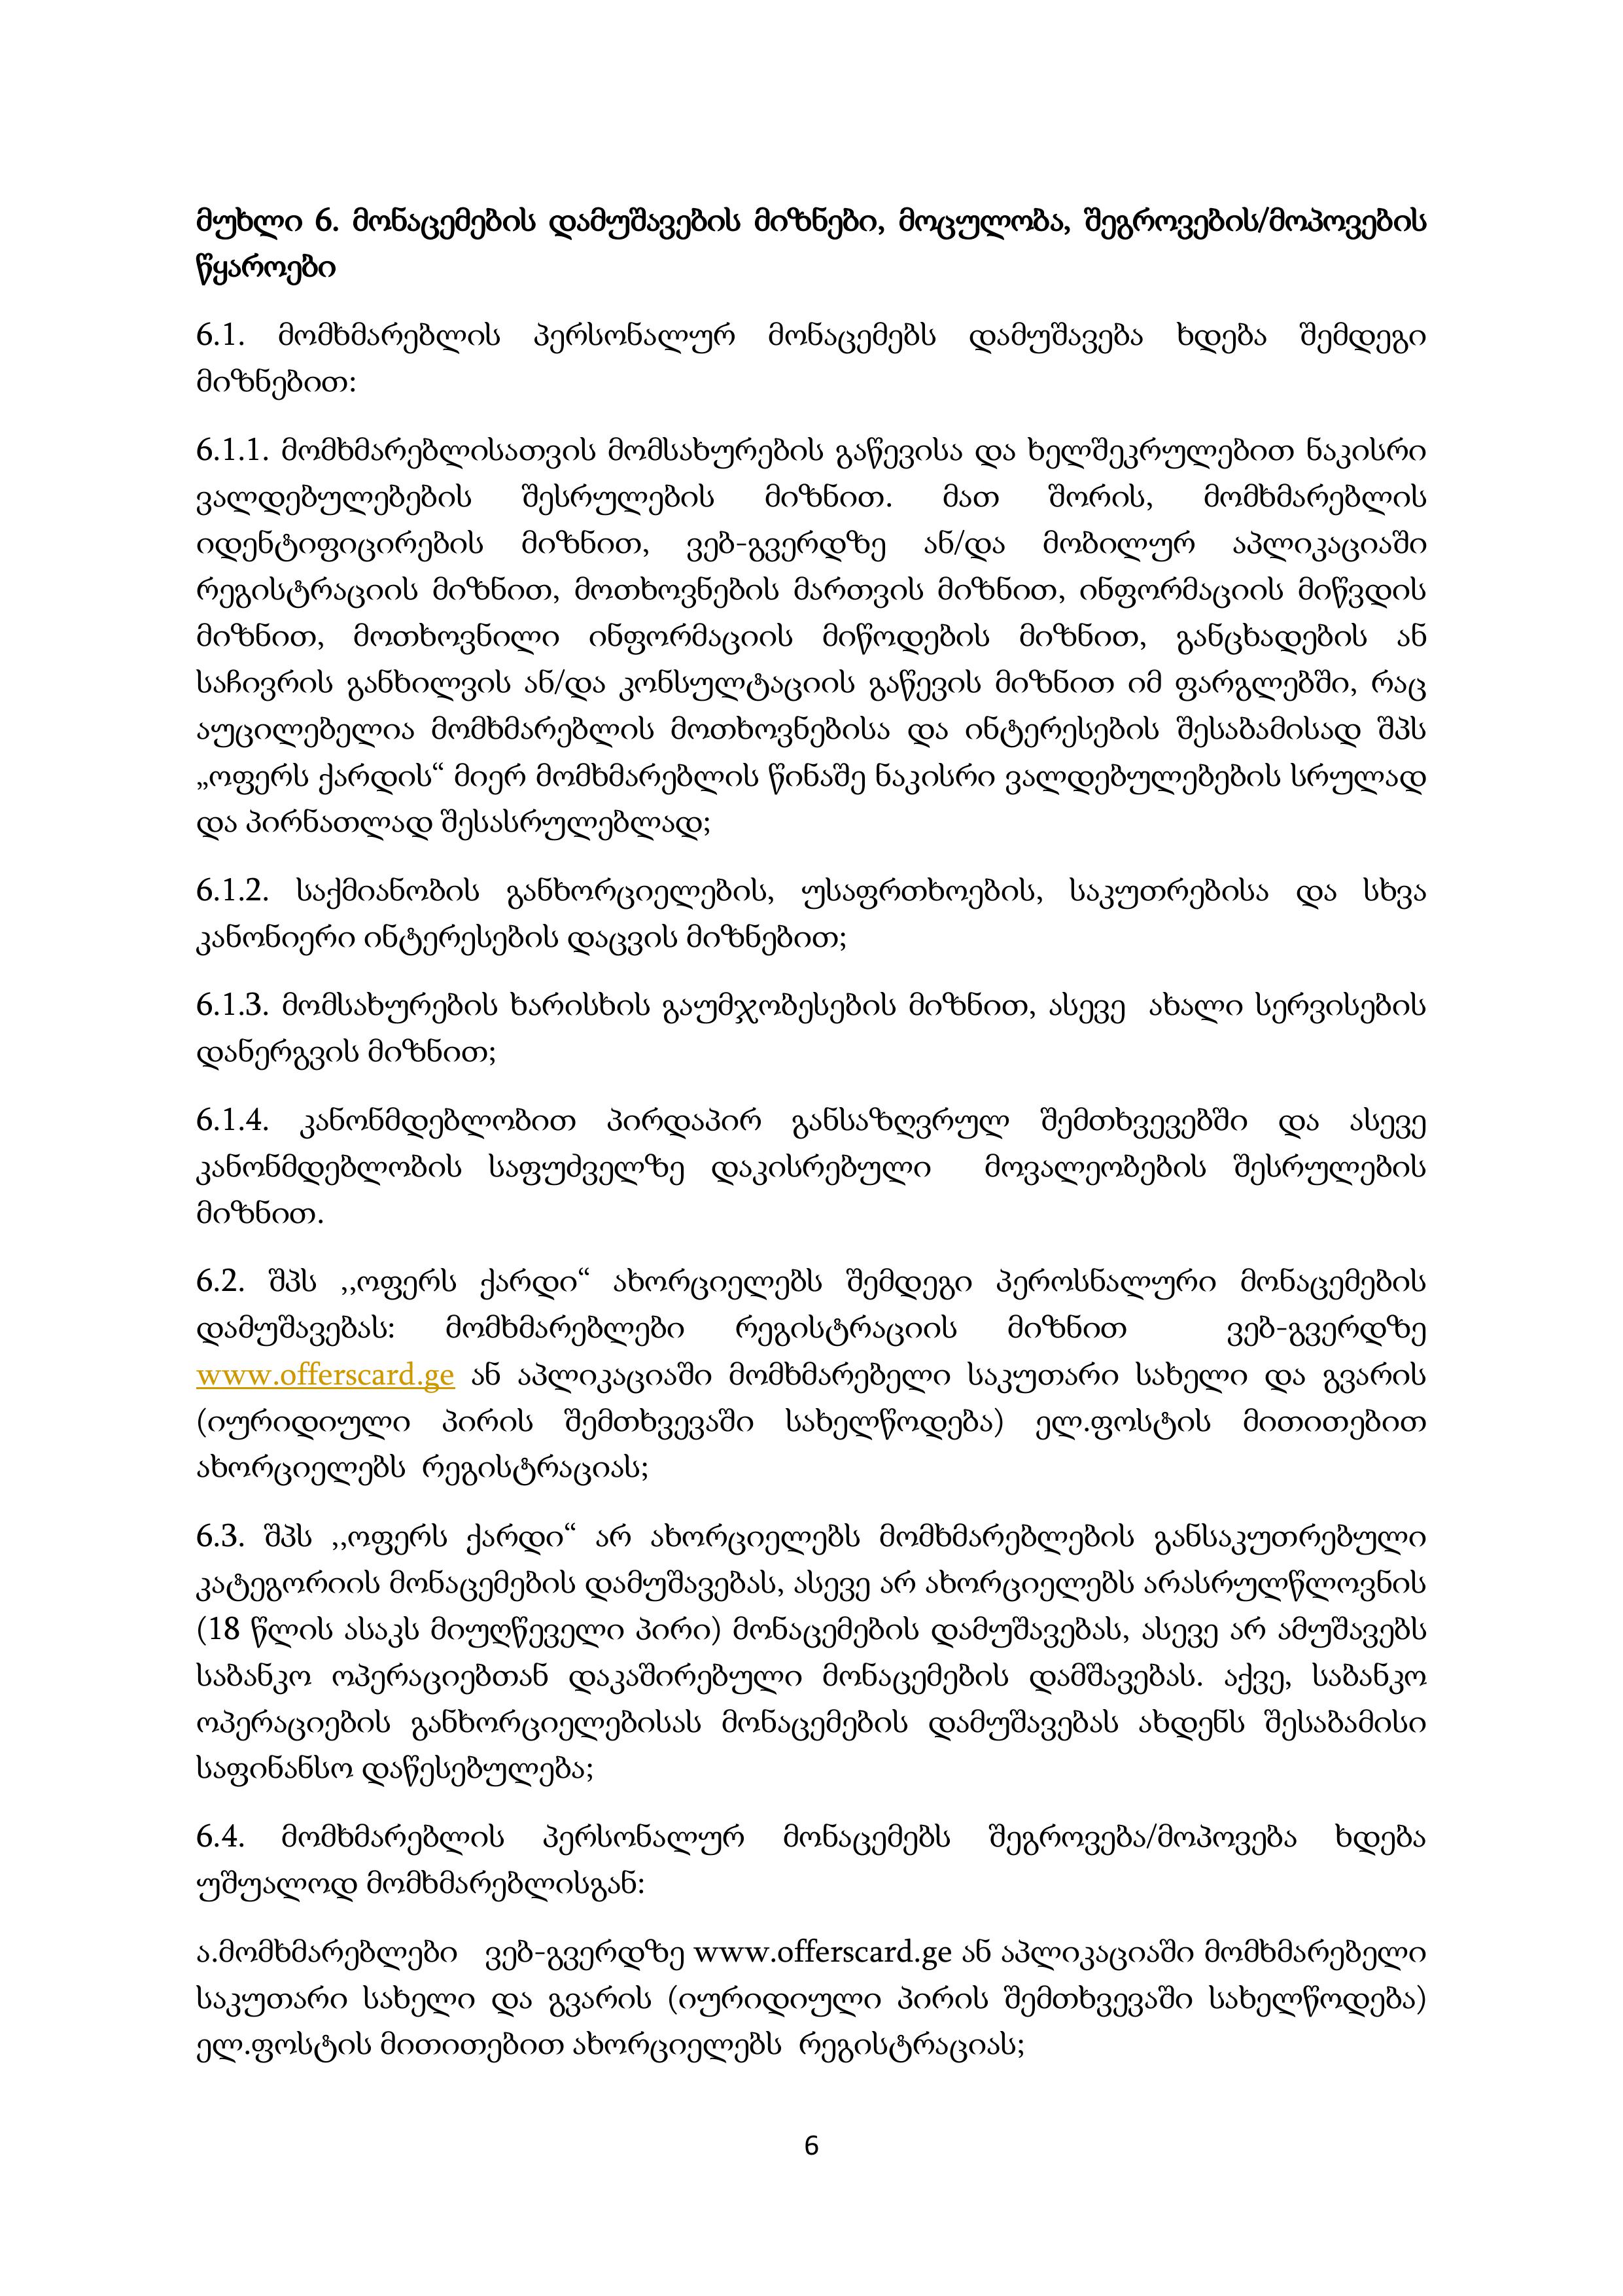 მუხლი 6. მონაცემების დამუშავების მიზნები, მოცულობა, შეგროვების/მოპოვების
წყაროები
6.1. მომხმარებლის პერსონალურ მონაცემებს დამუშავება ხდება შემდეგი
მიზნებით:
6.1.1. მომხმარებლისათვის მომსახურების გაწევისა და ხელშეკრულებით ნაკისრი
ვალდებულებების შესრულების მიზნით. მათ შორის, მომხმარებლის
იდენტიფიცირების მიზნით, ვებ-გვერდზე ან/და მობილურ აპლიკაციაში
რეგისტრაციის მიზნით, მოთხოვნების მართვის მიზნით, ინფორმაციის მიწვდის
მიზნით, მოთხოვნილი ინფორმაციის მიწოდების მიზნით, განცხადების ან
საჩივრის განხილვის ან/და კონსულტაციის გაწევის მიზნით იმ ფარგლებში, რაც
აუცილებელია მომხმარებლის მოთხოვნებისა და ინტერესების შესაბამისად შპს
„ოფერს ქარდის“ მიერ მომხმარებლის წინაშე ნაკისრი ვალდებულებების სრულად
და პირნათლად შესასრულებლად;
6.1.2. საქმიანობის განხორციელების, უსაფრთხოების, საკუთრებისა და სხვა
კანონიერი ინტერესების დაცვის მიზნებით;
6.1.3. მომსახურების ხარისხის გაუმჯობესების მიზნით, ასევე ახალი სერვისების
დანერგვის მიზნით;
6.1.4. კანონმდებლობით პირდაპირ განსაზღვრულ შემთხვევებში და ასევე
კანონმდებლობის საფუძველზე დაკისრებული მოვალეობების შესრულების
მიზნით.
6.2. შპს ,,ოფერს ქარდი“ ახორციელებს შემდეგი პეროსნალური მონაცემების
დამუშავებას: მომხმარებლები რეგისტრაციის მიზნით ვებ-გვერდზე
www.offerscard.ge ან აპლიკაციაში მომხმარებელი საკუთარი სახელი და გვარის
(იურიდიული პირის შემთხვევაში სახელწოდება) ელ.ფოსტის მითითებით
ახორციელებს რეგისტრაციას;
6.3. შპს ,,ოფერს ქარდი“ არ ახორციელებს მომხმარებლების განსაკუთრებული
კატეგორიის მონაცემების დამუშავებას, ასევე არ ახორციელებს არასრულწლოვნის
(18 წლის ასაკს მიუღწეველი პირი) მონაცემების დამუშავებას, ასევე არ ამუშავებს
საბანკო ოპერაციებთან დაკაშირებული მონაცემების დამშავებას. აქვე, საბანკო
ოპერაციების განხორციელებისას მონაცემების დამუშავებას ახდენს შესაბამისი
საფინანსო დაწესებულება;
6.4. მომხმარებლის პერსონალურ მონაცემებს შეგროვება/მოპოვება ხდება
უშუალოდ მომხმარებლისგან:
ა.მომხმარებლები ვებ-გვერდზე www.offerscard.ge ან აპლიკაციაში მომხმარებელი
საკუთარი სახელი და გვარის (იურიდიული პირის შემთხვევაში სახელწოდება)
ელ.ფოსტის მითითებით ახორციელებს რეგისტრაციას;
6